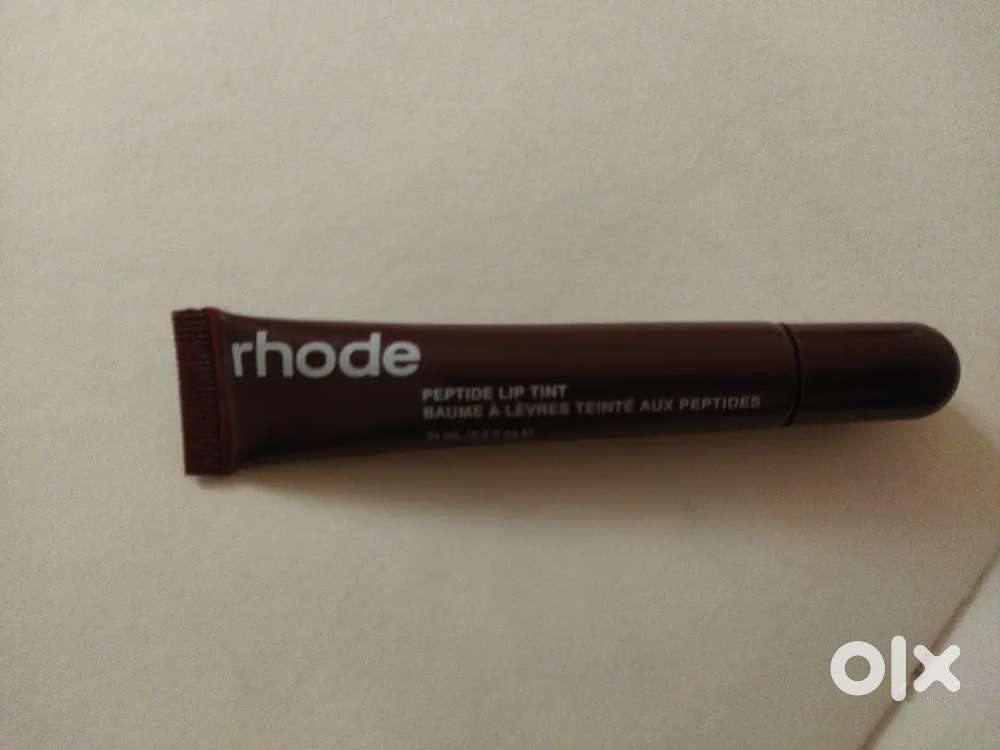 rhode
PEPTIDE LIP TINT
BAUME À LÈVRES TEINTÉ AUX PEPTIDES
olx